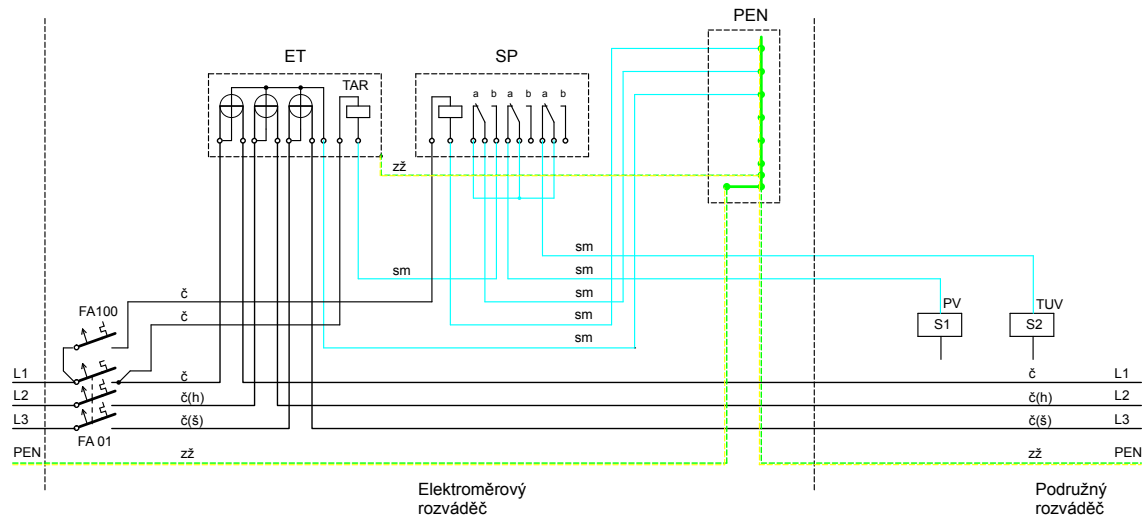 PEN
ET
SP
TAR
a b a b a b
zž
sm
sm
sm
sm
sm
sm
č
č
FA100
PV
TUV
S1
S2
L1
č
č
L1
L2
č(h)
č(h)
L2
L3
č(š)
č(š)
L3
FA 01
PEN
zž
zž
PEN
Elektroměrový
rozváděč
Podružný
rozváděč